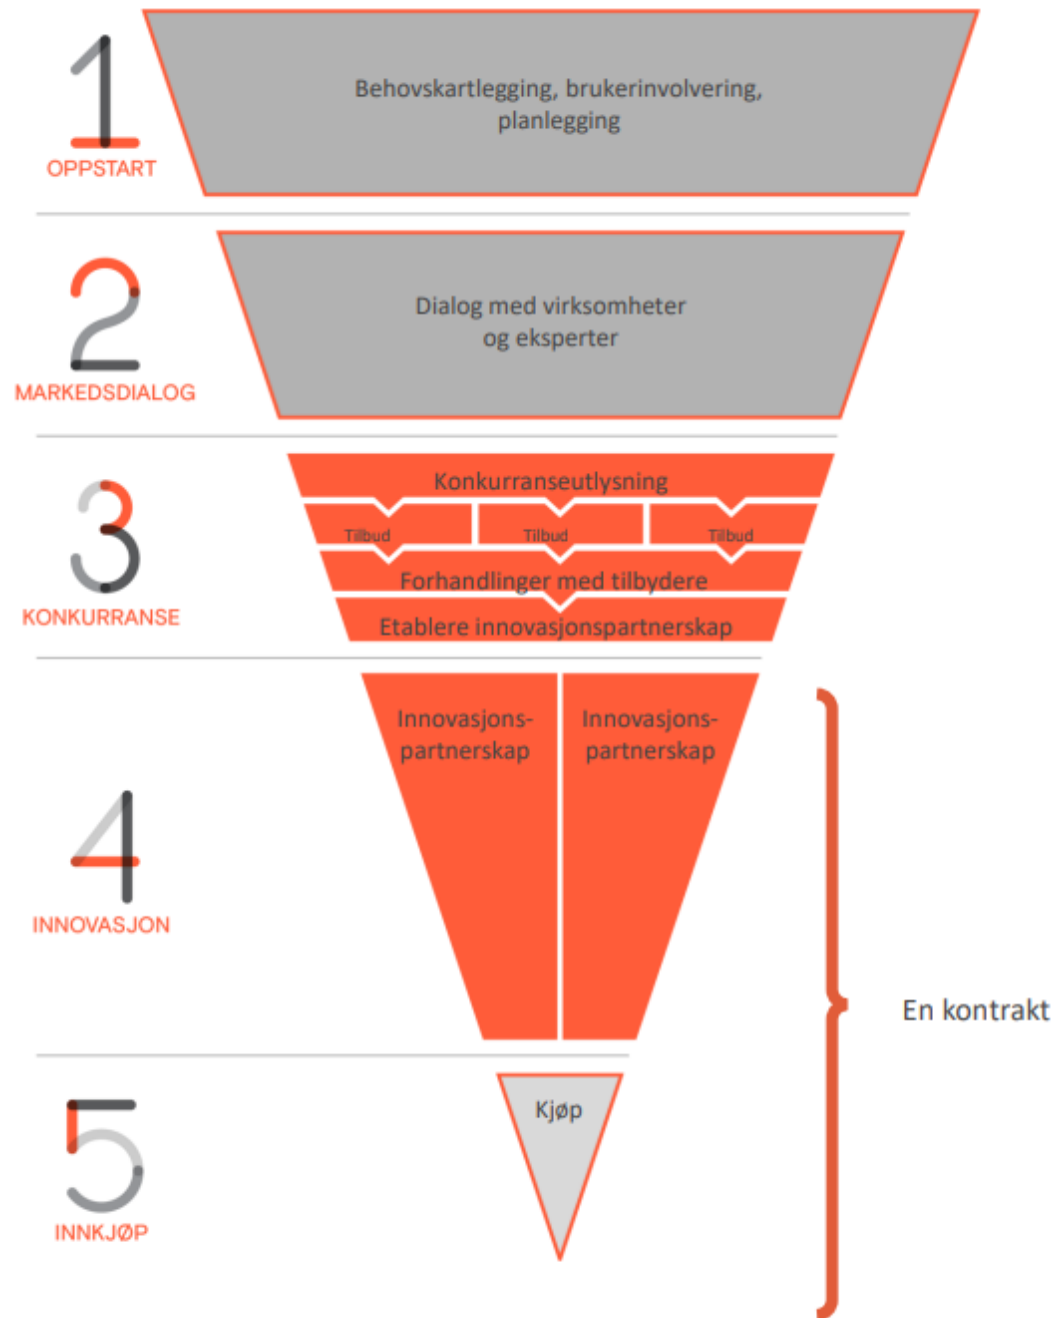 1
OPPSTART
Behovskartlegging, brukerinvolvering,
planlegging
2
MARKEDSDIALOG
Dialog med virksomheter
og eksperter
3
KONKURRANSE
Konkurranseutlysning
Tilbud Tilbud Tilbud
Forhandlinger med tilbydere
Etablere innovasjonspartnerskap
4
INNOVASJON
Innovasjons-
partnerskap
Innovasjons-
partnerskap
En kontrakt
5
INNKJØP
Kjøp